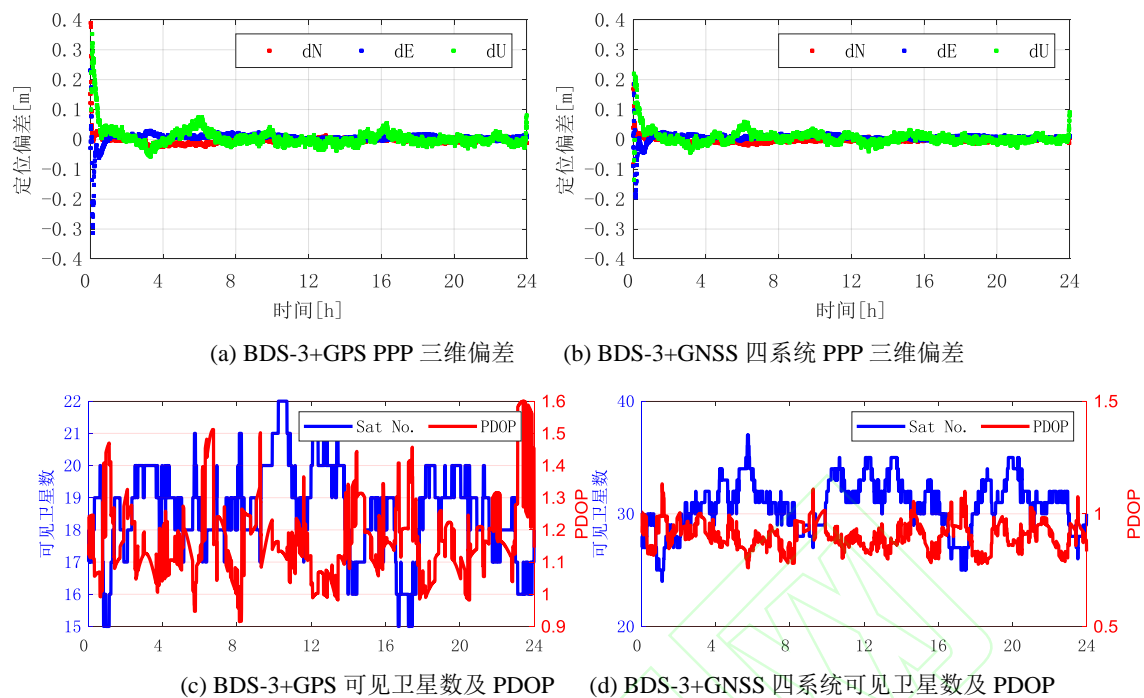 0.4
0.3
0.2
0.1
0
-0.1
-0.2
-0.3
-0.4
定位偏差[m]
dN dE dU
0 4 8 12 16 20 24
时间[h]
0.4
0.3
0.2
0.1
0
-0.1
-0.2
-0.3
-0.4
定位偏差[m]
dN dE dU
0 4 8 12 16 20 24
时间[h]
(a) BDS-3+GPS PPP 三维偏差
(b) BDS-3+GNSS 四系统 PPP 三维偏差
22
21
20
19
18
17
16
15
可见卫星数
Sat No. PDOP
1.6
1.5
1.4
1.3
1.2
1.1
1
0.9
PDOP
0 4 8 12 16 20 24
40
30
20
可见卫星数
Sat No. PDOP
1.5
1
0.5
PDOP
0 4 8 12 16 20 24
(c) BDS-3+GPS 可见卫星数及 PDOP
(d) BDS-3+GNSS 四系统可见卫星数及 PDOP